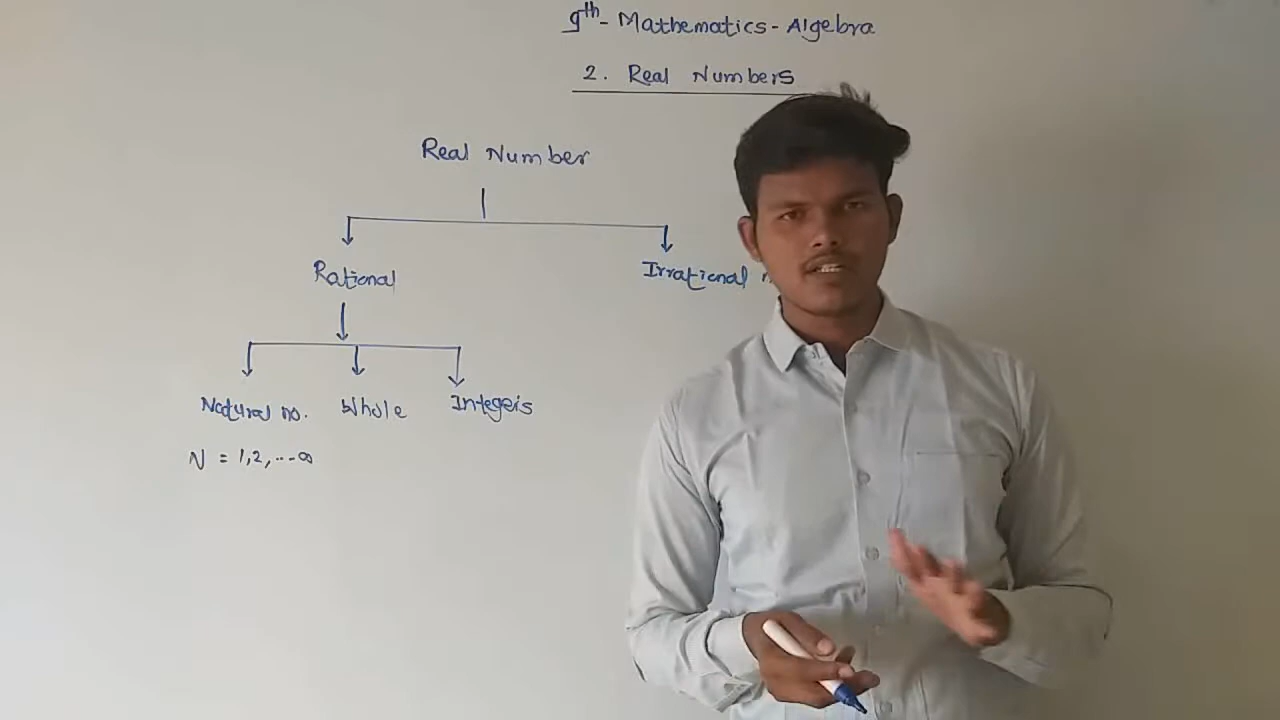 9th - Mathematics - Algebra
2. Real Numbers
Real Number
Rational Irrational
Natural no. Whole Integers
N = 1,2, ... ∞